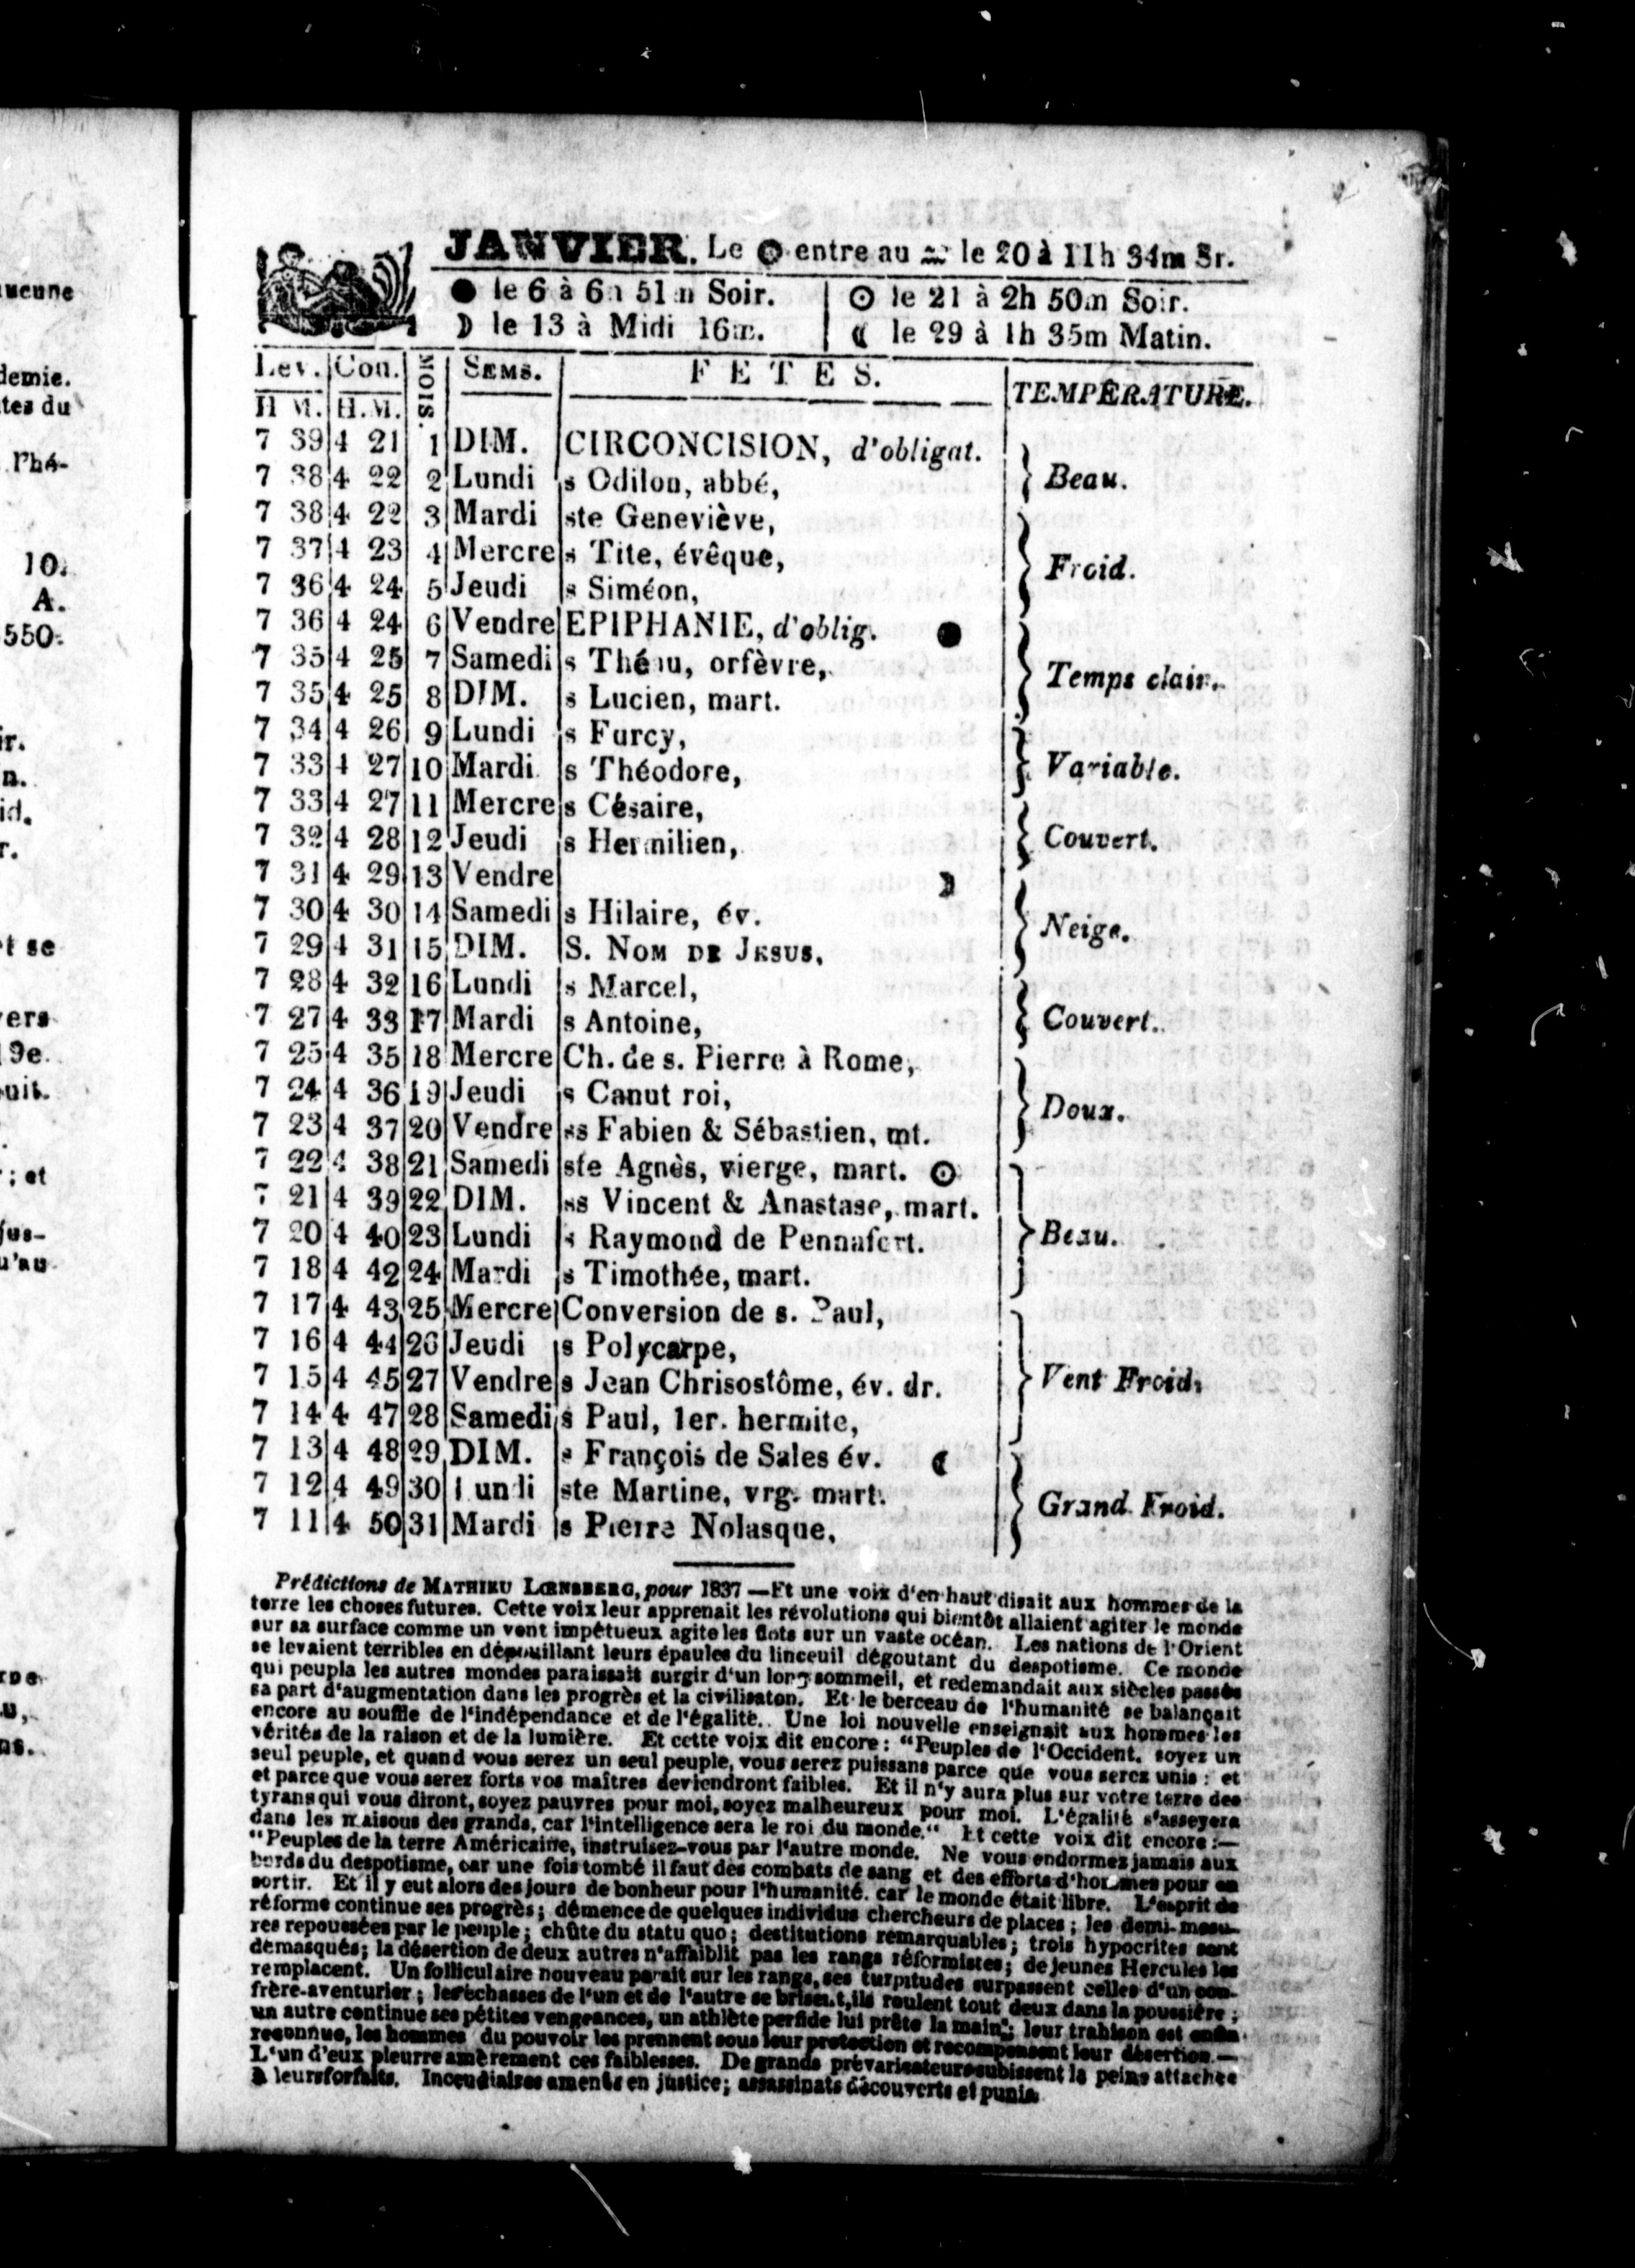 JANVIER. Le ☉ entre au ♒ le 20 à 11h 34m Sr.
● le 6 à 6h 51m Soir. ☉ le 21 à 2h 50m Soir.
☽ le 13 à Midi 16m. ☾ le 29 à 1h 35m Matin.
Lev. Cou. MOIS. SEMS. FETES. TEMPÉRATURE.
H M. H.M.
7 39 4 21 1 DIM. CIRCONCISION, d'obligat.
7 38 4 22 2 Lundi s Odilon, abbé, Beau.
7 38 4 22 3 Mardi ste Geneviève,
7 37 4 23 4 Mercre s Tite, évêque, Froid.
7 36 4 24 5 Jeudi s Siméon,
7 36 4 24 6 Vendre EPIPHANIE, d'oblig. ●
7 35 4 25 7 Samedi s Théau, orfèvre, Temps clair.
7 35 4 25 8 DIM. s Lucien, mart.
7 34 4 26 9 Lundi s Furcy,
7 33 4 27 10 Mardi s Théodore, Variable.
7 33 4 27 11 Mercre s Césaire,
7 32 4 28 12 Jeudi s Hermilien, Couvert.
7 31 4 29 13 Vendre ☽
7 30 4 30 14 Samedi s Hilaire, év. Neige.
7 29 4 31 15 DIM. S. NOM DE JESUS,
7 28 4 32 16 Lundi s Marcel,
7 27 4 33 17 Mardi s Antoine, Couvert.
7 25 4 35 18 Mercre Ch. de s. Pierre à Rome,
7 24 4 36 19 Jeudi s Canut roi, Doux.
7 23 4 37 20 Vendre ss Fabien & Sébastien, mt.
7 22 4 38 21 Samedi ste Agnès, vierge, mart. ☉
7 21 4 39 22 DIM. ss Vincent & Anastase, mart.
7 20 4 40 23 Lundi s Raymond de Pennafort. Beau.
7 18 4 42 24 Mardi s Timothée, mart.
7 17 4 43 25 Mercre Conversion de s. Paul,
7 16 4 44 26 Jeudi s Polycarpe,
7 15 4 45 27 Vendre s Jean Chrisostôme, év. dr. Vent Froid,
7 14 4 47 28 Samedi s Paul, 1er. hermite,
7 13 4 48 29 DIM. s François de Sales év. ☾
7 12 4 49 30 Lundi ste Martine, vrg. mart. Grand Froid.
7 11 4 50 31 Mardi s Pierre Nolasque.
Prédictions de MATHIEU LŒNSBERG, pour 1837 —Et une voix d'en haut disait aux hommes de la
terre les choses futures. Cette voix leur apprenait les révolutions qui bientôt allaient agiter le monde
sur sa surface comme un vent impétueux agite les flots sur un vaste océan. Les nations de l'Orient
se levaient terribles en dépouillant leurs épaules du linceuil dégoutant du despotisme. Ce monde
qui peupla les autres mondes paraissait surgir d'un long sommeil, et redemandait aux siècles passés
sa part d'augmentation dans les progrès et la civilisaton. Et le berceau de l'humanité se balançait
encore au souffle de l'indépendance et de l'égalité. Une loi nouvelle enseignait aux hommes les
vérités de la raison et de la lumière. Et cette voix dit encore: "Peuples de l'Occident. soyez un
seul peuple, et quand vous serez un seul peuple, vous serez puissans parce que vous serez unis: et
et parce que vous serez forts vos maîtres deviendront faibles. Et il n'y aura plus sur votre terre des
tyrans qui vous diront, soyez pauvres pour moi, soyez malheureux pour moi. L'égalité s'asseyera
dans les maisons des grands, car l'intelligence sera le roi du monde." Et cette voix dit encore:—
"Peuples de la terre Américaine, instruisez-vous par l'autre monde. Ne vous endormez jamais aux
bords du despotisme, car une fois tombé il faut des combats de sang et des efforts d'hommes pour en
sortir. Et il y eut alors des jours de bonheur pour l'humanité. car le monde était libre. L'esprit de
réforme continue ses progrès; démence de quelques individus chercheurs de places; les demi-mesu-
res repoussées par le peuple; chûte du statu quo; destitutions remarquables; trois hypocrites sont
démasqués; la désertion de deux autres n'affaiblit pas les rangs réformistes; de jeunes Hercules les
remplacent. Un folliculaire nouveau parait sur les rangs, ses turpitudes surpassent celles d'un con-
frère-aventurier; les échasses de l'un et de l'autre se brisent, ils roulent tout deux dans la poussière;
un autre continue ses pétites vengeances, un athlète perfide lui prête la main; leur trahison est enfin
reconnue, les hommes du pouvoir les prennent sous leur protection et recompensent leur désertion.—
L'un d'eux pleurre amèrement ces faiblesses. De grands prévaricateurs subissent la peine attachée
à leurs forfaits. Incendiaires amenés en justice; assassinats découverts et punis.
ucune
demie.
tes du
l'hé-
10.
A.
550.
ir.
n.
id.
r.
t se
vers
19e
uit.
; et
jus-
u'au